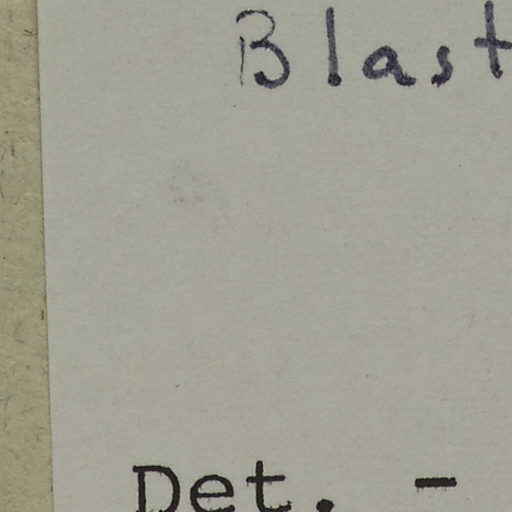 Blast
Det. -